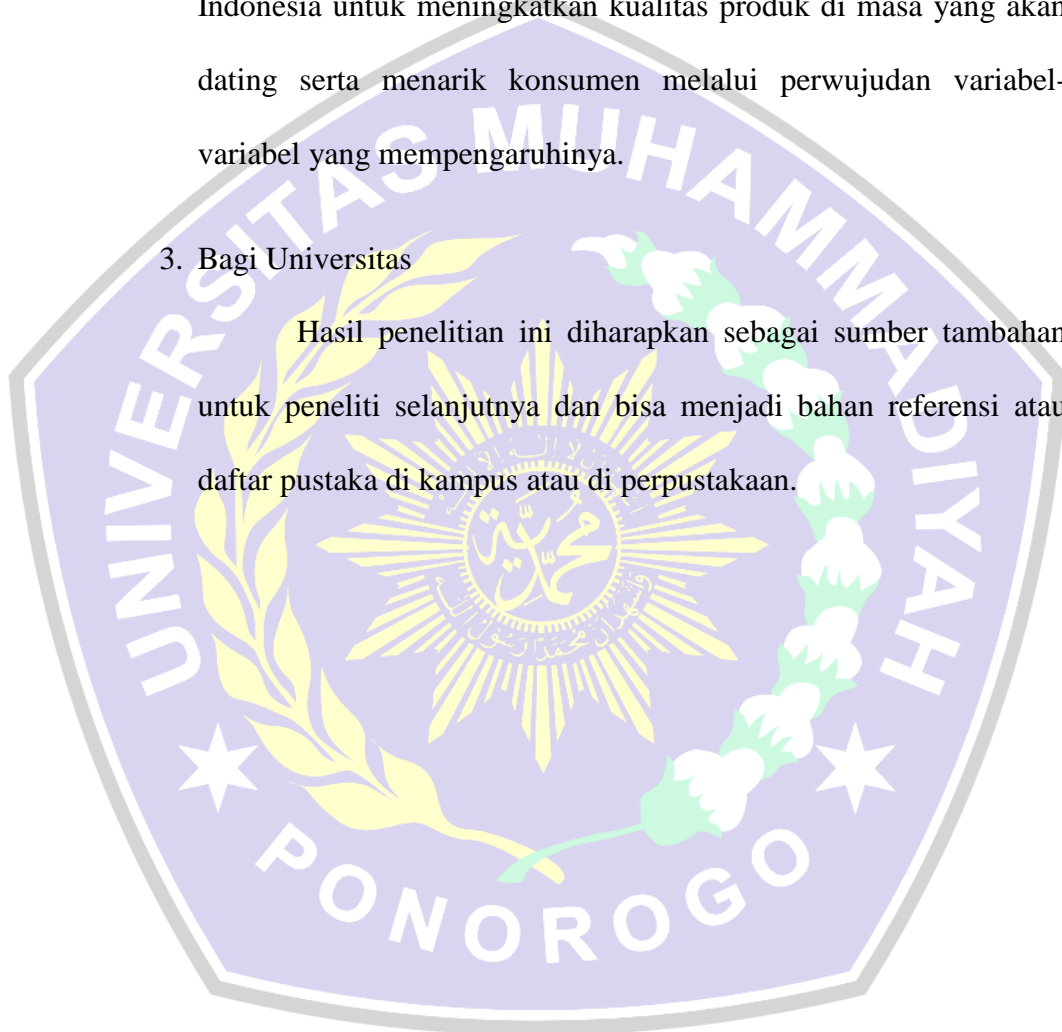 Indonesia untuk meningkatkan kualitas produk di masa yang akan
dating serta menarik konsumen melalui perwujudan variabel-
variabel yang mempengaruhinya.
3. Bagi Universitas
Hasil penelitian ini diharapkan sebagai sumber tambahan
untuk peneliti selanjutnya dan bisa menjadi bahan referensi atau
daftar pustaka di kampus atau di perpustakaan.
UNIVERSITAS MUHAMMADIYAH
PONOROGO
محمدية